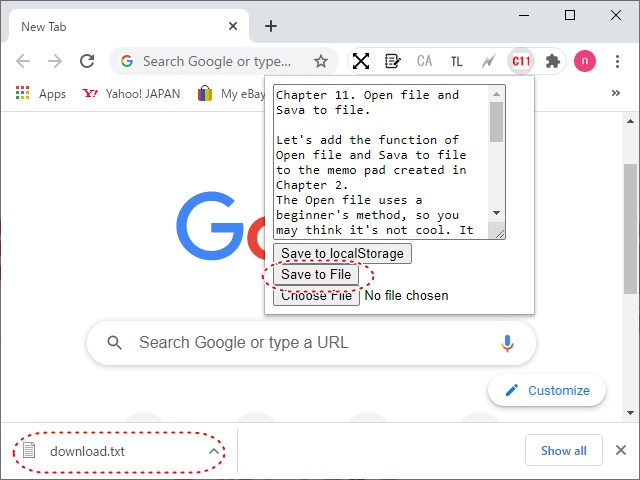 New Tab
Search Google or type...
CA
TL
C11
n
Apps
Yahoo! JAPAN
My eBay
»
Chapter 11. Open file and
Sava to file.
Let's add the function of
Open file and Sava to file
to the memo pad created in
Chapter 2.
The Open file uses a
beginner's method, so you
may think it's not cool. It
Save to localStorage
Save to File
Choose File No file chosen
Go
Search Google or type a URL
Customize
download.txt
Show all